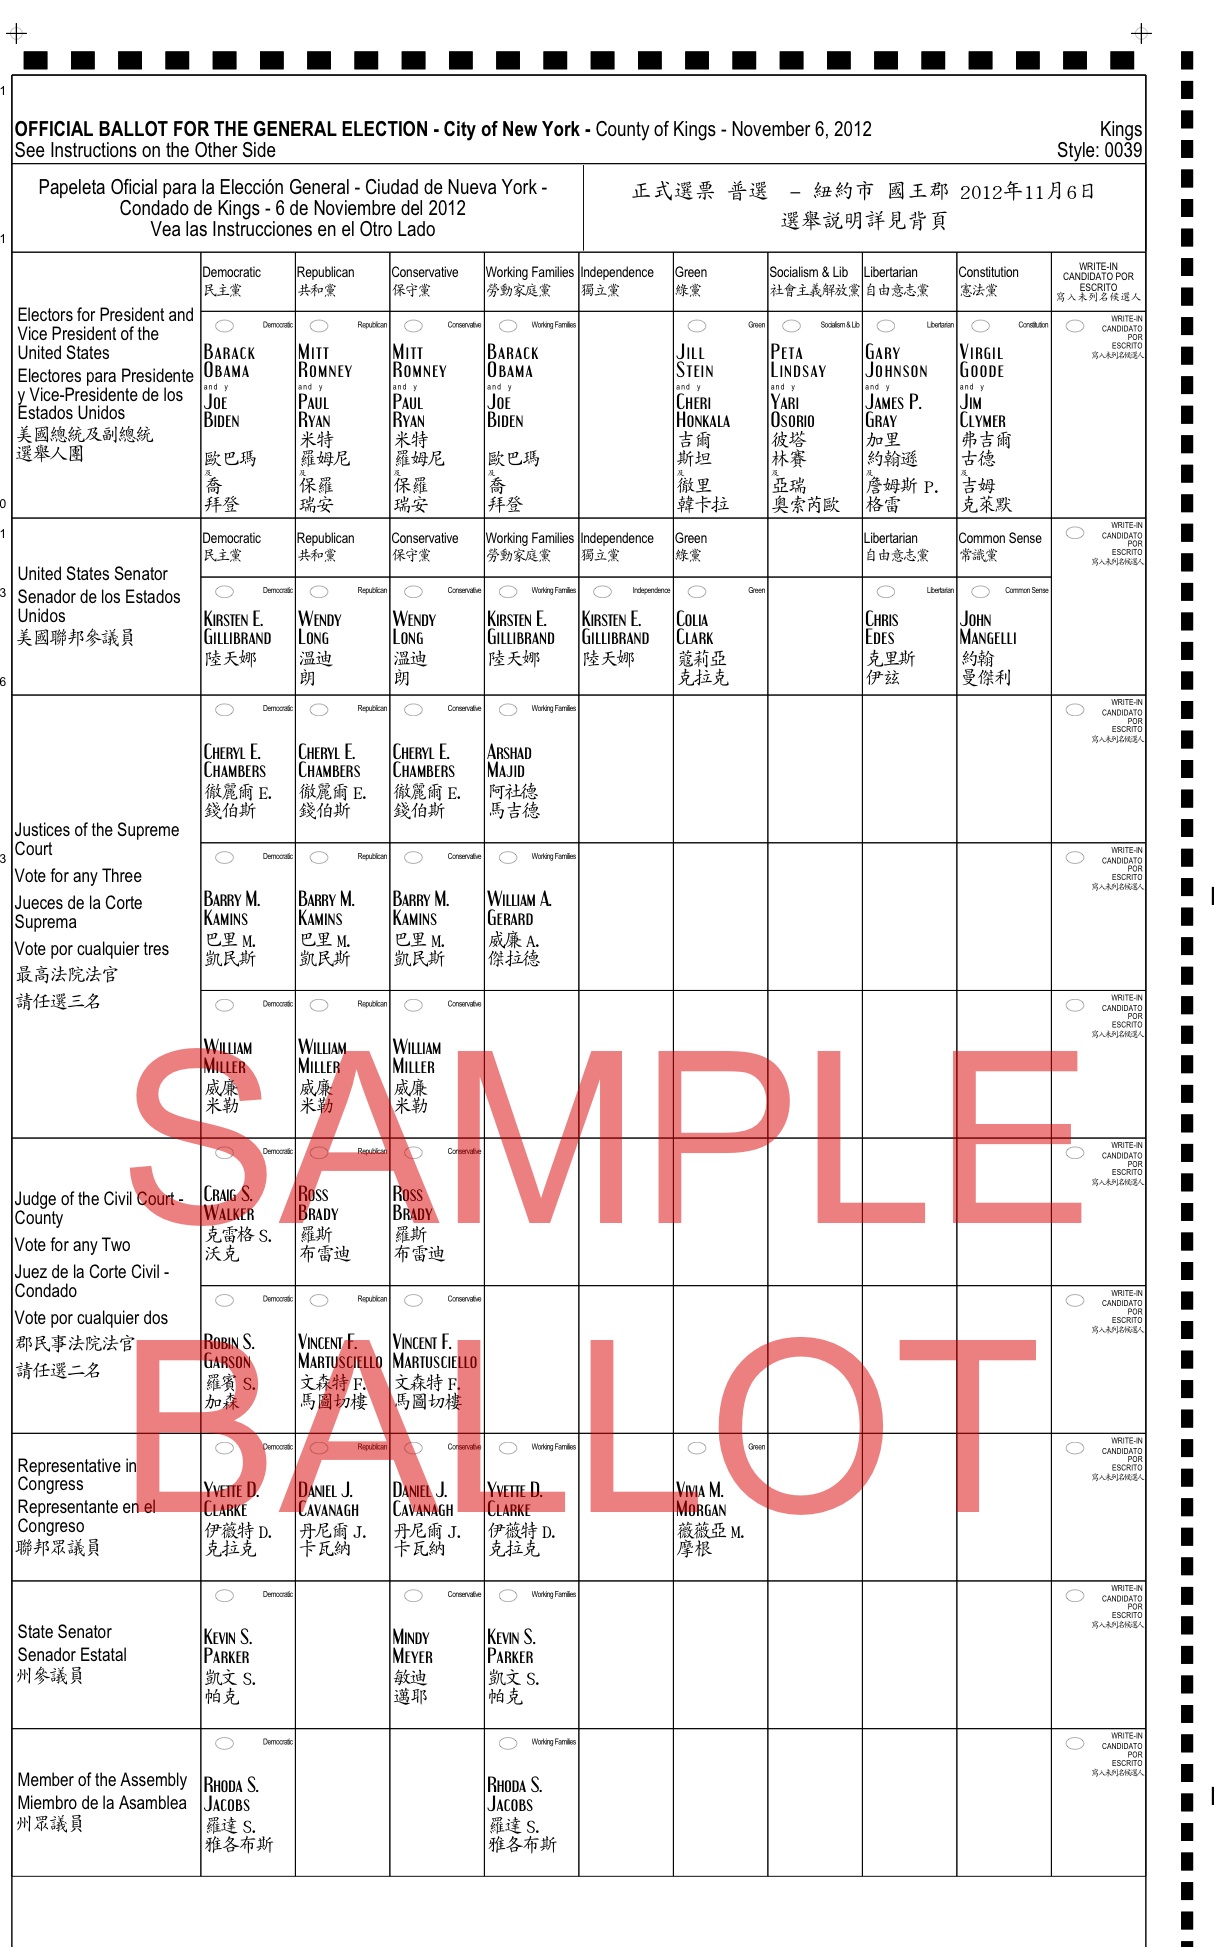 OFFICIAL BALLOT FOR THE GENERAL ELECTION - City of New York - County of Kings - November 6, 2012
Kings
See Instructions on the Other Side
Style: 0039
Papeleta Oficial para la Elección General - Ciudad de Nueva York -
Condado de Kings - 6 de Noviembre del 2012
Vea las Instrucciones en el Otro Lado
正式選票 普選 – 紐約市 國王郡 2012年11月6日
選舉説明詳見背頁
Electors for President and
Vice President of the
United States
Electores para Presidente
y Vice-Presidente de los
Estados Unidos
美國總統及副總統
選舉人團
Democratic
民主黨
Republican
共和黨
Conservative
保守黨
Working Families
勞動家庭黨
Independence
獨立黨
Green
綠黨
Socialism & Lib
社會主義解放黨
Libertarian
自由意志黨
Constitution
憲法黨
WRITE-IN
CANDIDATO POR
ESCRITO
寫入未列名候選人
Democratic
BARACK
OBAMA
and y
JOE
BIDEN
歐巴瑪
及
喬
拜登
Republican
MITT
ROMNEY
and y
PAUL
RYAN
米特
羅姆尼
及
保羅
瑞安
Conservative
MITT
ROMNEY
and y
PAUL
RYAN
米特
羅姆尼
及
保羅
瑞安
Working Families
BARACK
OBAMA
and y
JOE
BIDEN
歐巴瑪
及
喬
拜登
Green
JILL
STEIN
and y
CHERI
HONKALA
吉爾
斯坦
及
徹里
韓卡拉
Socialism & Lib
PETA
LINDSAY
and y
YARI
OSORIO
彼塔
林賽
及
亞瑞
奧索芮歐
Libertarian
GARY
JOHNSON
and y
JAMES P.
GRAY
加里
約翰遜
及
詹姆斯 P.
格雷
Constitution
VIRGIL
GOODE
and y
JIM
CLYMER
弗吉爾
古德
及
吉姆
克萊默
WRITE-IN
CANDIDATO
POR
ESCRITO
寫入未列名候選人
United States Senator
Senador de los Estados
Unidos
美國聯邦參議員
Democratic
民主黨
Republican
共和黨
Conservative
保守黨
Working Families
勞動家庭黨
Independence
獨立黨
Green
綠黨
Libertarian
自由意志黨
Common Sense
常識黨
Democratic
KIRSTEN E.
GILLIBRAND
陸天娜
Republican
WENDY
LONG
溫迪
朗
Conservative
WENDY
LONG
溫迪
朗
Working Families
KIRSTEN E.
GILLIBRAND
陸天娜
Independence
KIRSTEN E.
GILLIBRAND
陸天娜
Green
COLIA
CLARK
蔻莉亞
克拉克
Libertarian
CHRIS
EDES
克里斯
伊兹
Common Sense
JOHN
MANGELLI
約翰
曼傑利
WRITE-IN
CANDIDATO
POR
ESCRITO
寫入未列名候選人
Justices of the Supreme
Court
Vote for any Three
Jueces de la Corte
Suprema
Vote por cualquier tres
最高法院法官
請任選三名
Democratic
CHERYL E.
CHAMBERS
徹麗爾 E.
錢伯斯
Republican
CHERYL E.
CHAMBERS
徹麗爾 E.
錢伯斯
Conservative
CHERYL E.
CHAMBERS
徹麗爾 E.
錢伯斯
Working Families
ARSHAD
MAJID
阿社德
馬吉德
WRITE-IN
CANDIDATO
POR
ESCRITO
寫入未列名候選人
Democratic
BARRY M.
KAMINS
巴里 M.
凱民斯
Republican
BARRY M.
KAMINS
巴里 M.
凱民斯
Conservative
BARRY M.
KAMINS
巴里 M.
凱民斯
Working Families
WILLIAM A.
GERARD
威廉 A.
傑拉德
WRITE-IN
CANDIDATO
POR
ESCRITO
寫入未列名候選人
Democratic
WILLIAM
MILLER
威廉
米勒
Republican
WILLIAM
MILLER
威廉
米勒
Conservative
WILLIAM
MILLER
威廉
米勒
WRITE-IN
CANDIDATO
POR
ESCRITO
寫入未列名候選人
SAMPLE
Judge of the Civil Court -
County
Vote for any Two
Juez de la Corte Civil -
Condado
Vote por cualquier dos
郡民事法院法官
請任選二名
Democratic
CRAIG S.
WALKER
克雷格 S.
沃克
Republican
ROSS
BRADY
羅斯
布雷迪
Conservative
ROSS
BRADY
羅斯
布雷迪
WRITE-IN
CANDIDATO
POR
ESCRITO
寫入未列名候選人
Democratic
ROBIN S.
GARSON
羅賓 S.
加森
Republican
VINCENT F.
MARTUSCIELLO
文森特 F.
馬圖切樓
Conservative
VINCENT F.
MARTUSCIELLO
文森特 F.
馬圖切樓
WRITE-IN
CANDIDATO
POR
ESCRITO
寫入未列名候選人
BALLOT
Representative in
Congress
Representante en el
Congreso
聯邦眾議員
Democratic
YVETTE D.
CLARKE
伊薇特 D.
克拉克
Republican
DANIEL J.
CAVANAGH
丹尼爾 J.
卡瓦納
Conservative
DANIEL J.
CAVANAGH
丹尼爾 J.
卡瓦納
Working Families
YVETTE D.
CLARKE
伊薇特 D.
克拉克
Green
VIVIA M.
MORGAN
薇薇亞 M.
摩根
WRITE-IN
CANDIDATO
POR
ESCRITO
寫入未列名候選人
State Senator
Senador Estatal
州參議員
Democratic
KEVIN S.
PARKER
凱文 S.
帕克
Conservative
MINDY
MEYER
敏迪
邁耶
Working Families
KEVIN S.
PARKER
凱文 S.
帕克
WRITE-IN
CANDIDATO
POR
ESCRITO
寫入未列名候選人
Member of the Assembly
Miembro de la Asamblea
州眾議員
Democratic
RHODA S.
JACOBS
羅達 S.
雅各布斯
Working Families
RHODA S.
JACOBS
羅達 S.
雅各布斯
WRITE-IN
CANDIDATO
POR
ESCRITO
寫入未列名候選人
1
1
0
1
3
6
3